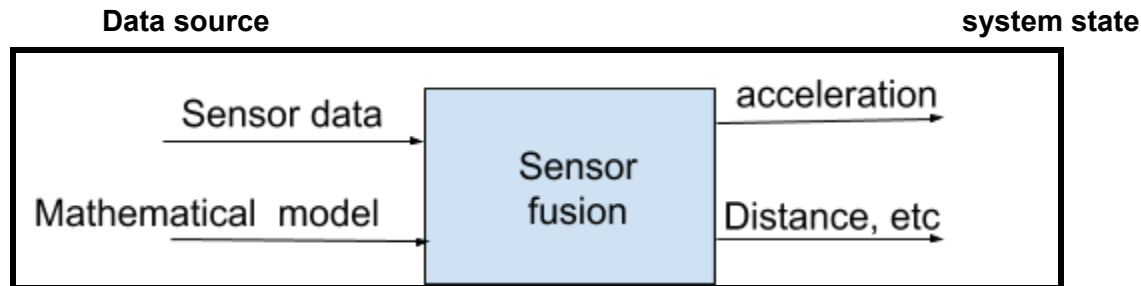 Data source
system state
Sensor data
acceleration
Sensor
fusion
Mathematical model
Distance, etc